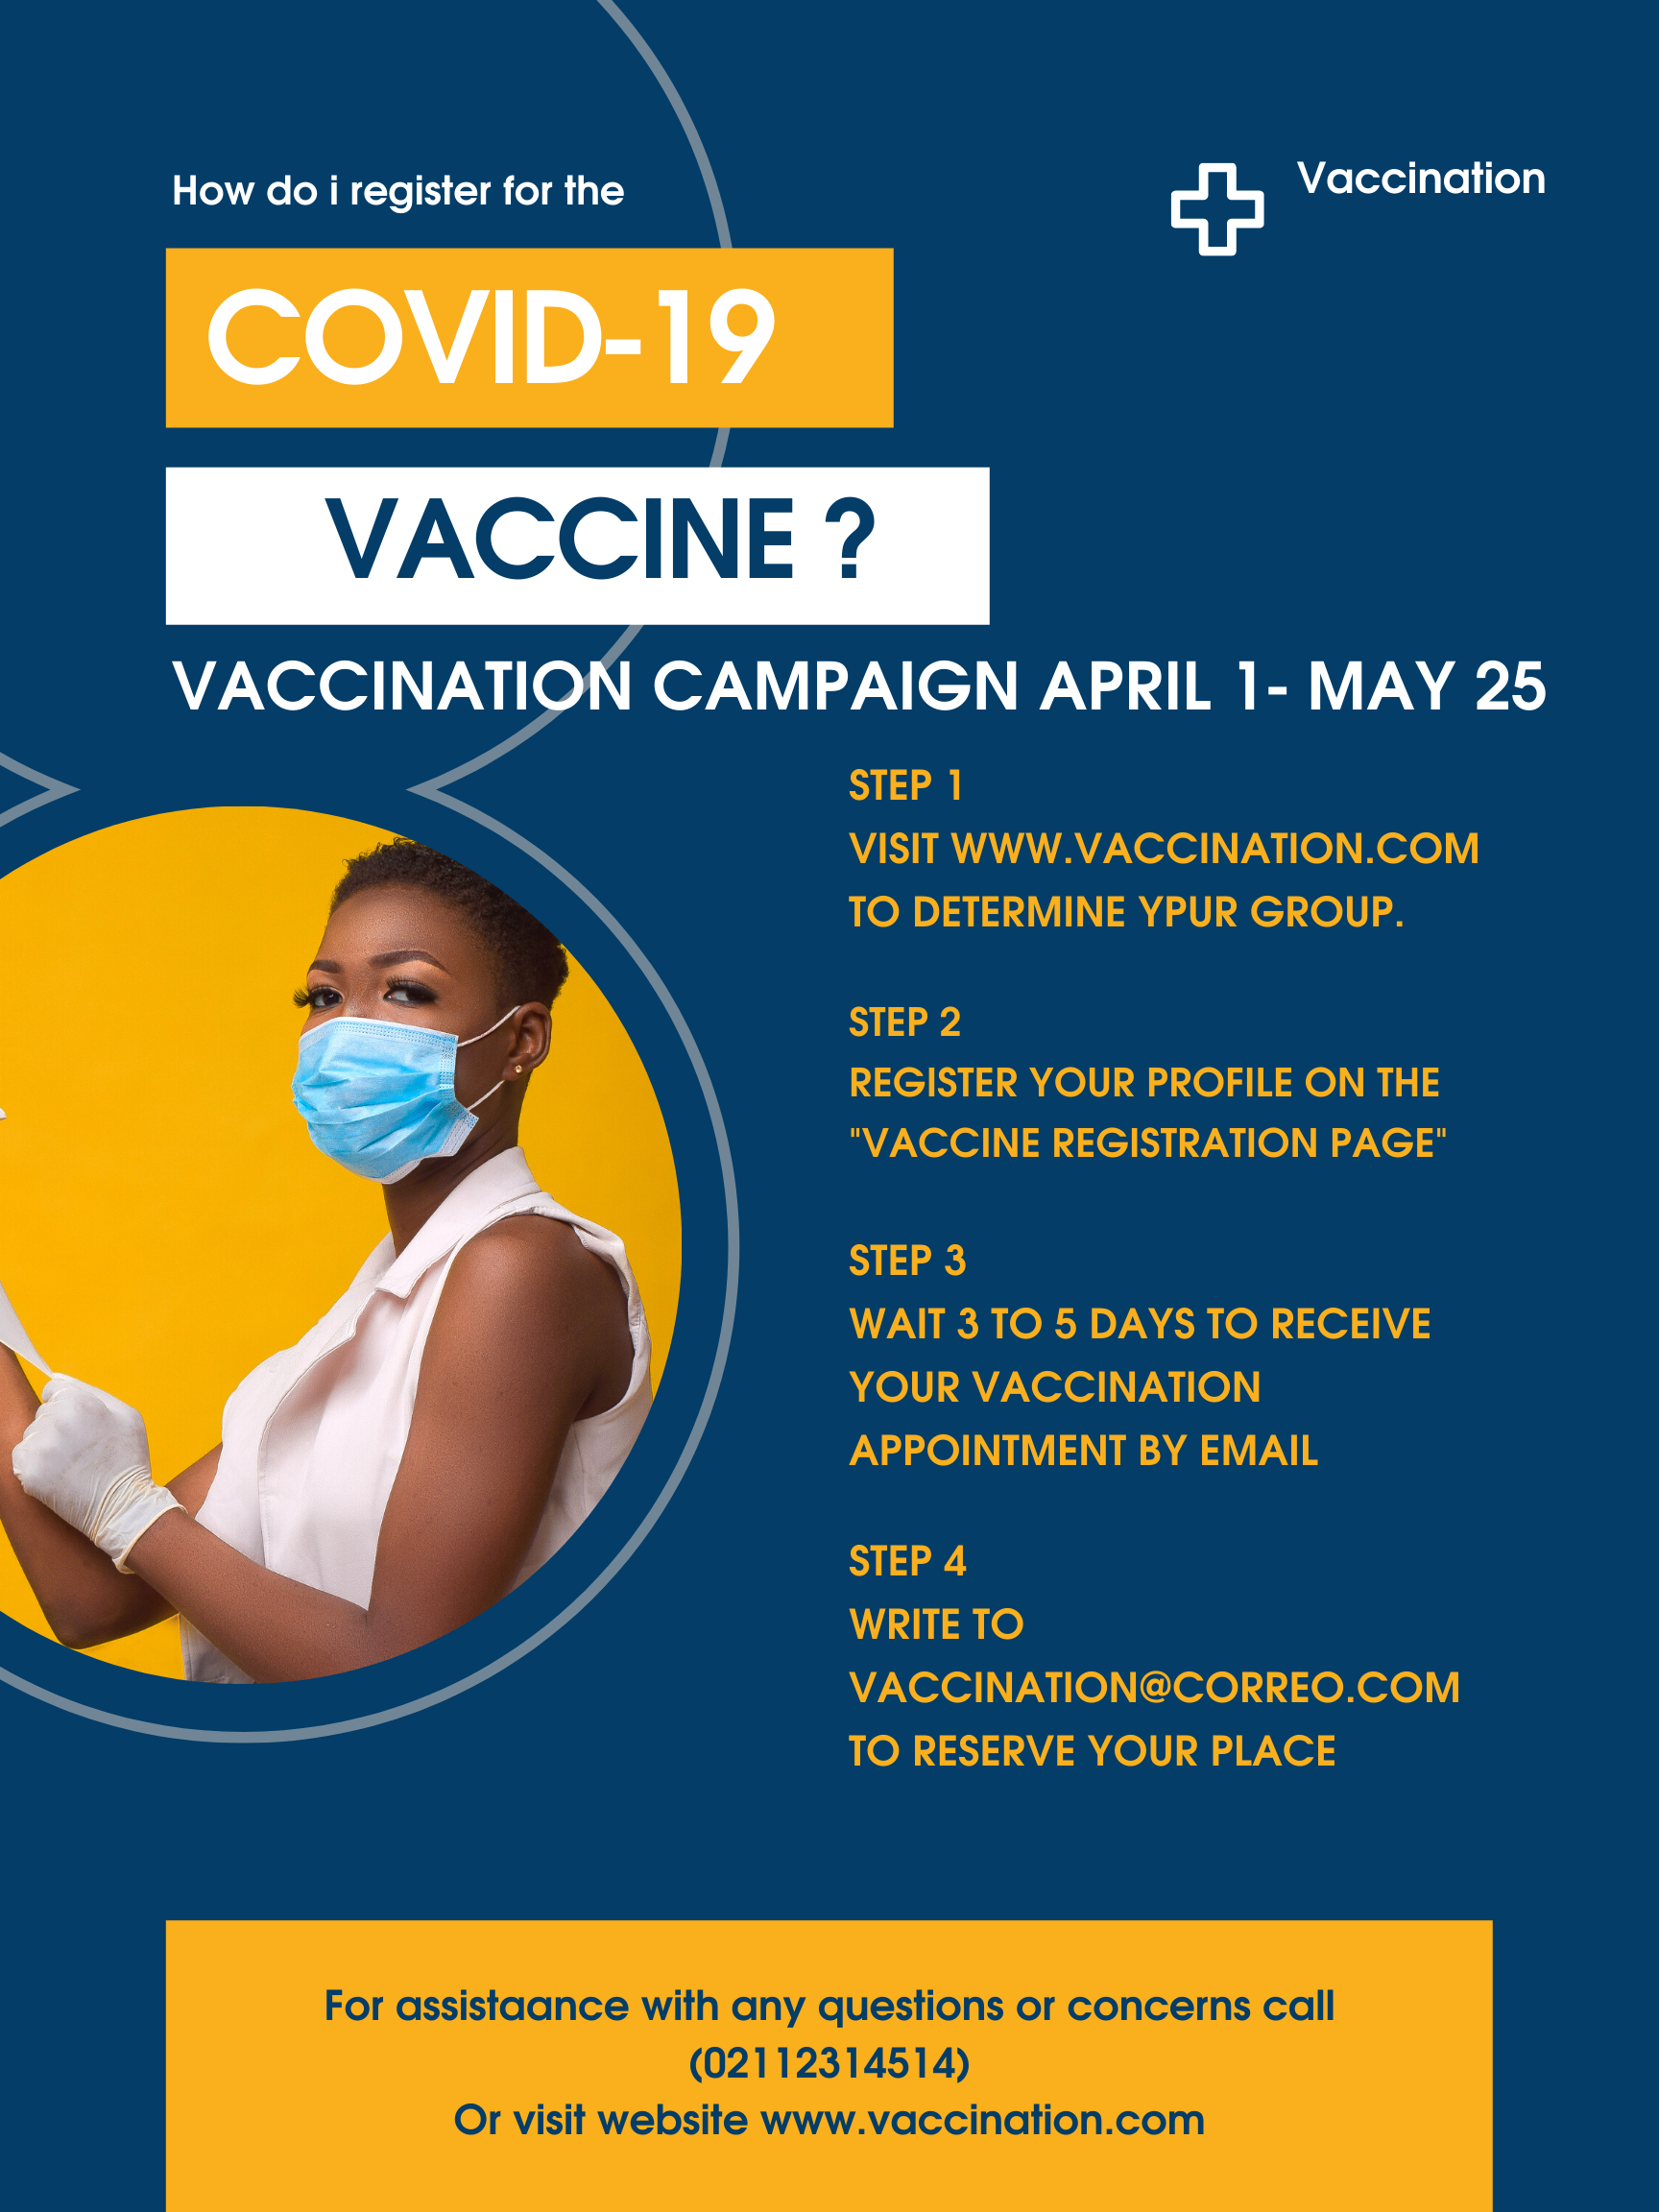 How do i register for the
Vaccination
COVID-19
VACCINE ?
VACCINATION CAMPAIGN APRIL 1- MAY 25
STEP 1
VISIT WWW.VACCINATION.COM
TO DETERMINE YPUR GROUP.
STEP 2
REGISTER YOUR PROFILE ON THE
"VACCINE REGISTRATION PAGE"
STEP 3
WAIT 3 TO 5 DAYS TO RECEIVE
YOUR VACCINATION
APPOINTMENT BY EMAIL
STEP 4
WRITE TO
VACCINATION@CORREO.COM
TO RESERVE YOUR PLACE
For assistaance with any questions or concerns call
(02112314514)
Or visit website www.vaccination.com